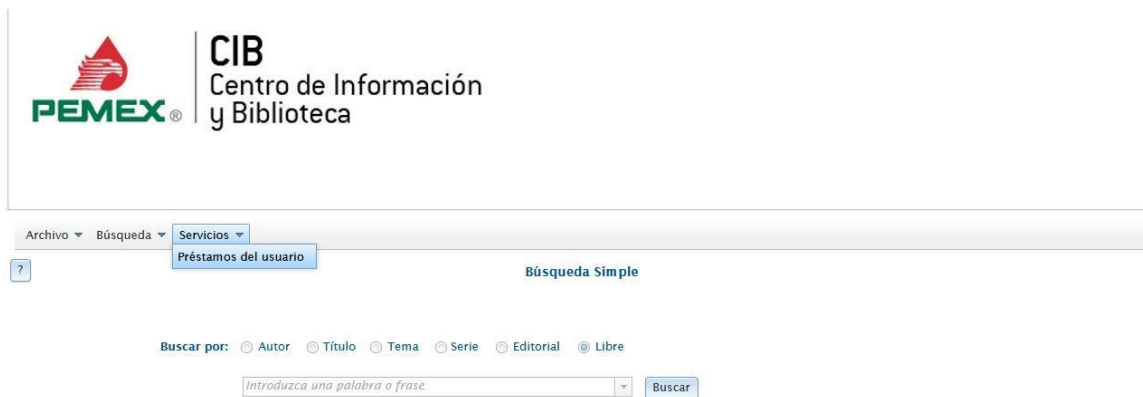 PEMEX®
CIB
Centro de Información
y Biblioteca
Archivo Búsqueda Servicios
Préstamos del usuario
?
Búsqueda Simple
Buscar por: Autor Título Tema Serie Editorial Libre
Introduzca una palabra o frase Buscar